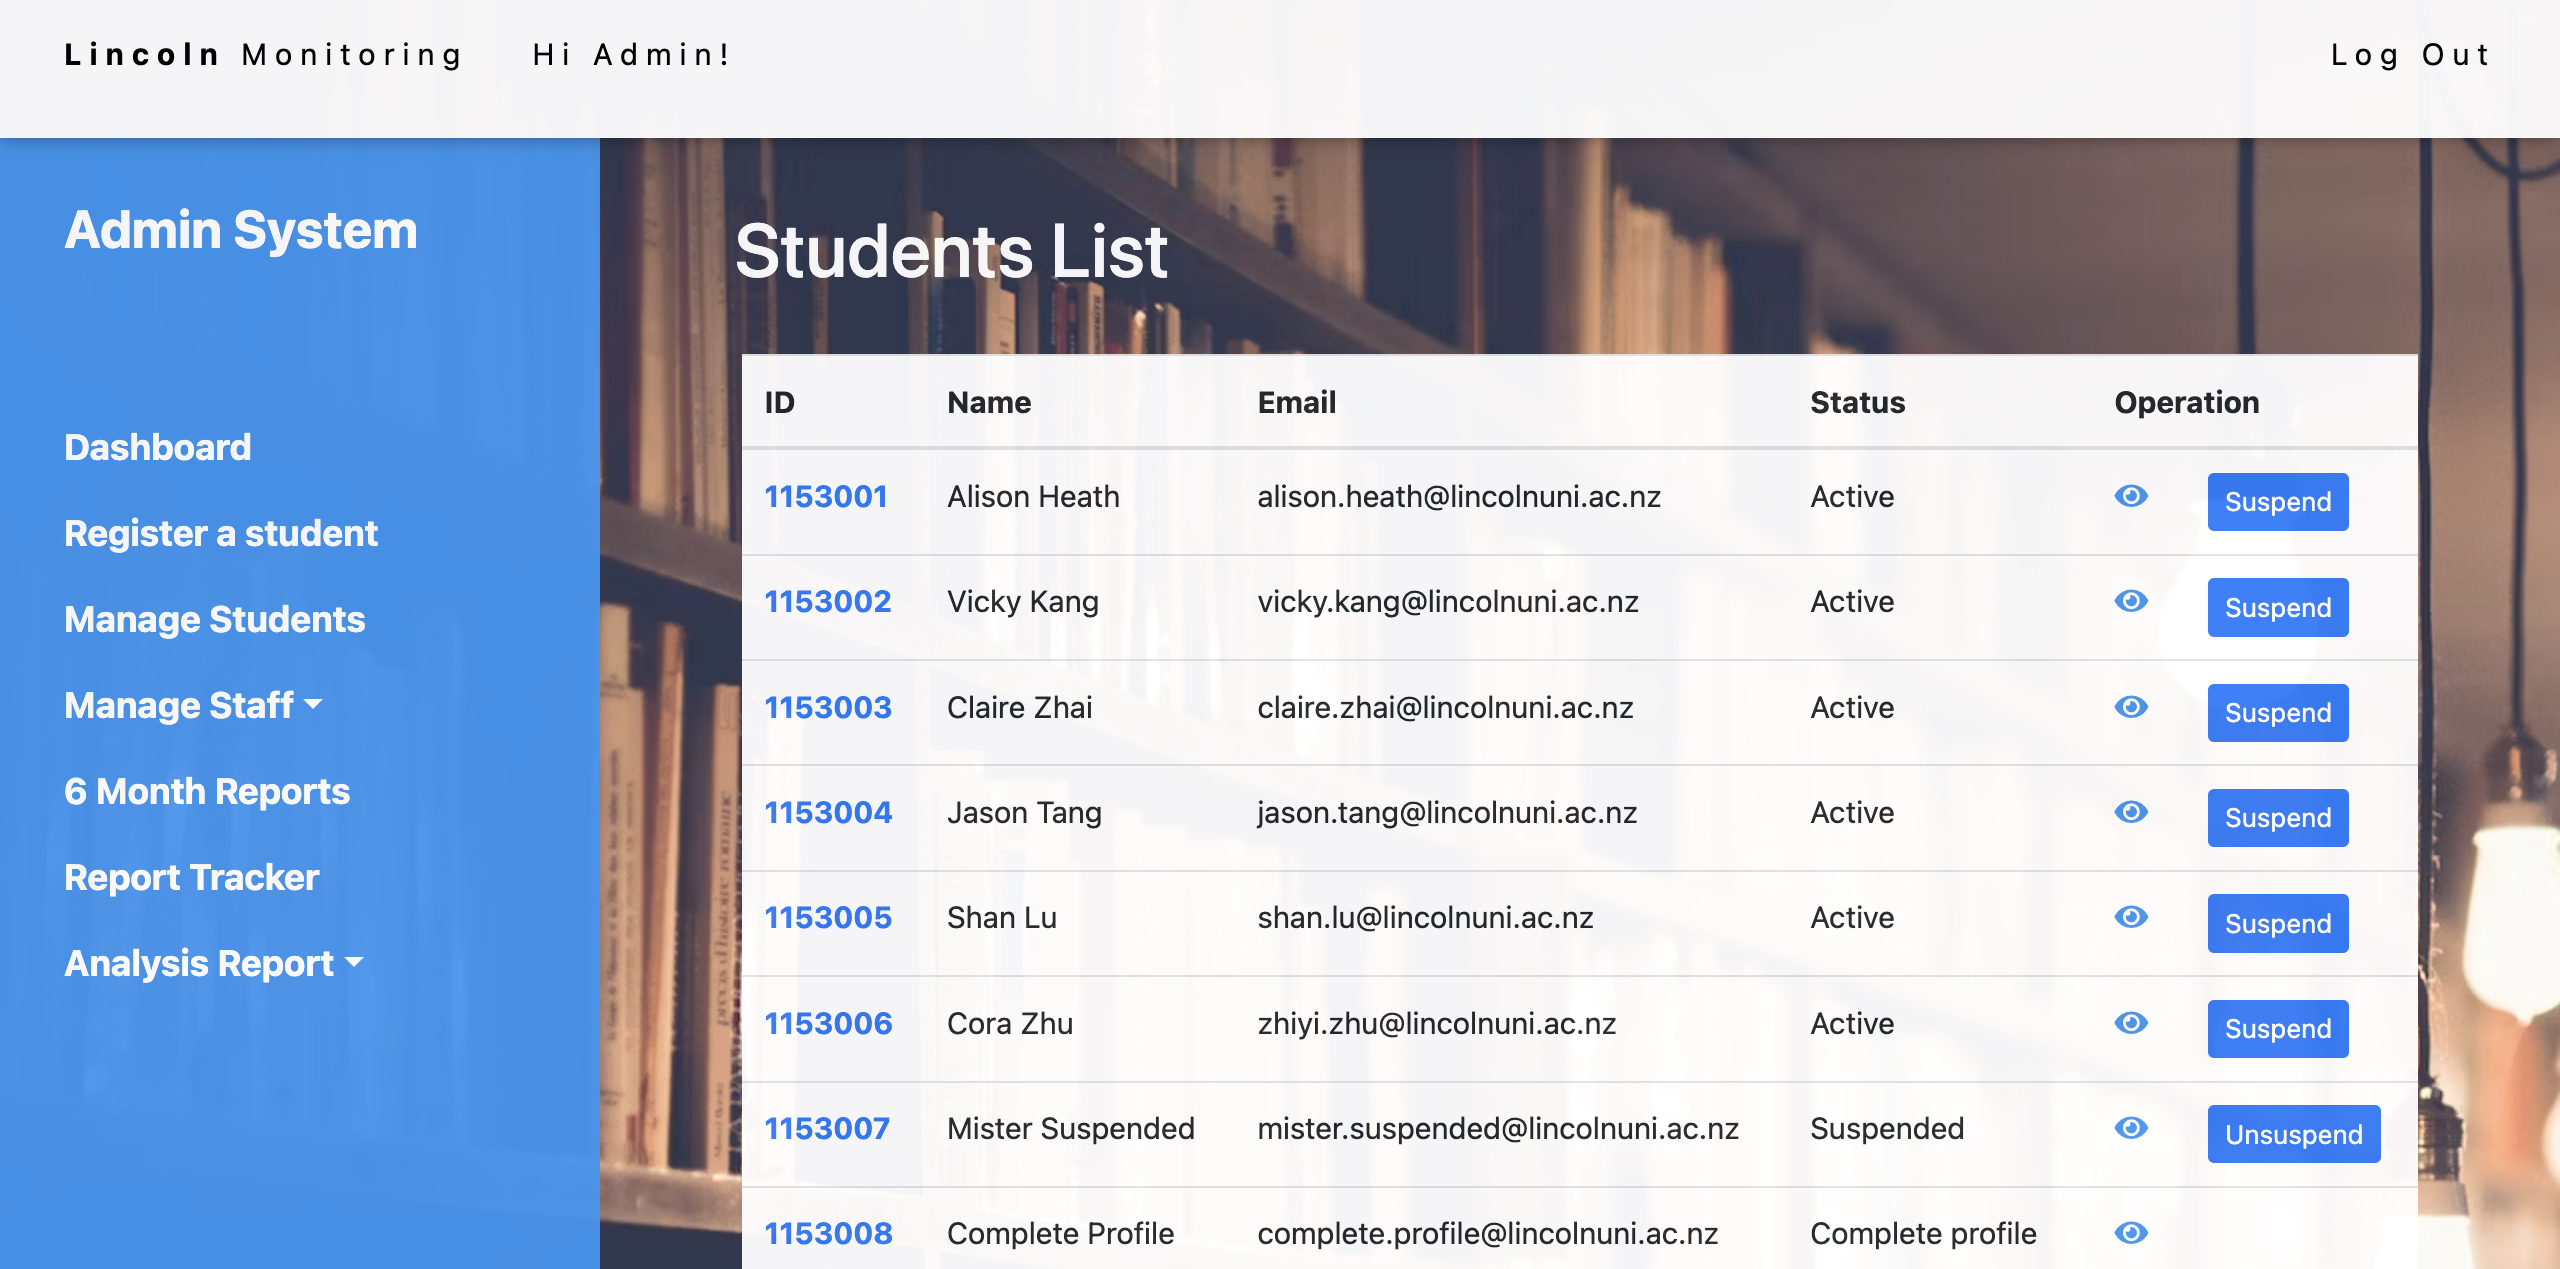 Lincoln Monitoring Hi Admin! Log Out
Admin System
Dashboard
Register a student
Manage Students
Manage Staff
6 Month Reports
Report Tracker
Analysis Report
Students List
ID Name Email Status Operation
1153001 Alison Heath alison.heath@lincolnuni.ac.nz Active Suspend
1153002 Vicky Kang vicky.kang@lincolnuni.ac.nz Active Suspend
1153003 Claire Zhai claire.zhai@lincolnuni.ac.nz Active Suspend
1153004 Jason Tang jason.tang@lincolnuni.ac.nz Active Suspend
1153005 Shan Lu shan.lu@lincolnuni.ac.nz Active Suspend
1153006 Cora Zhu zhiyi.zhu@lincolnuni.ac.nz Active Suspend
1153007 Mister Suspended mister.suspended@lincolnuni.ac.nz Suspended Unsuspend
1153008 Complete Profile complete.profile@lincolnuni.ac.nz Complete profile